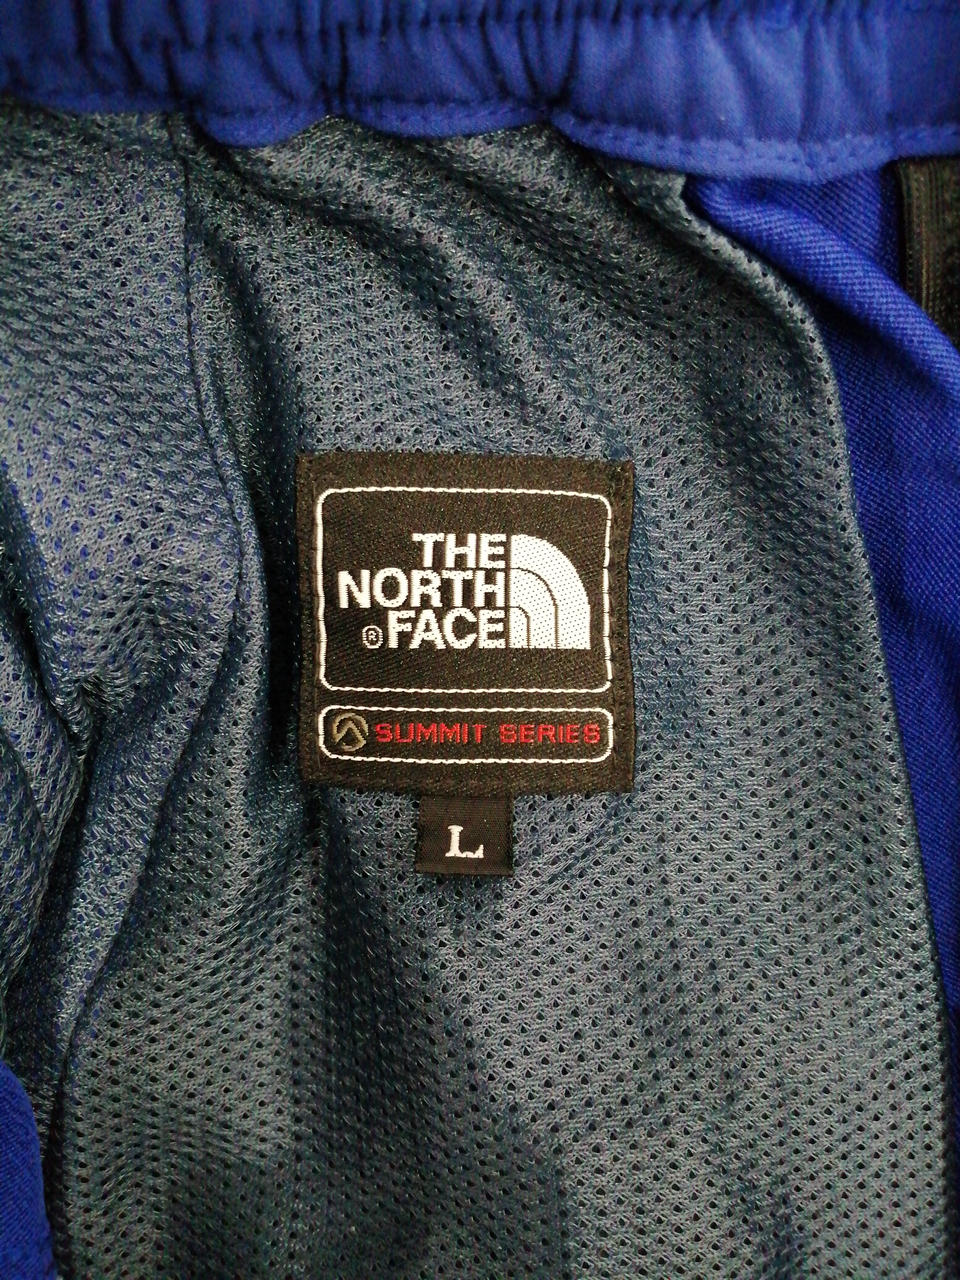 THE
NORTH
® FACE
SUMMIT SERIES
L